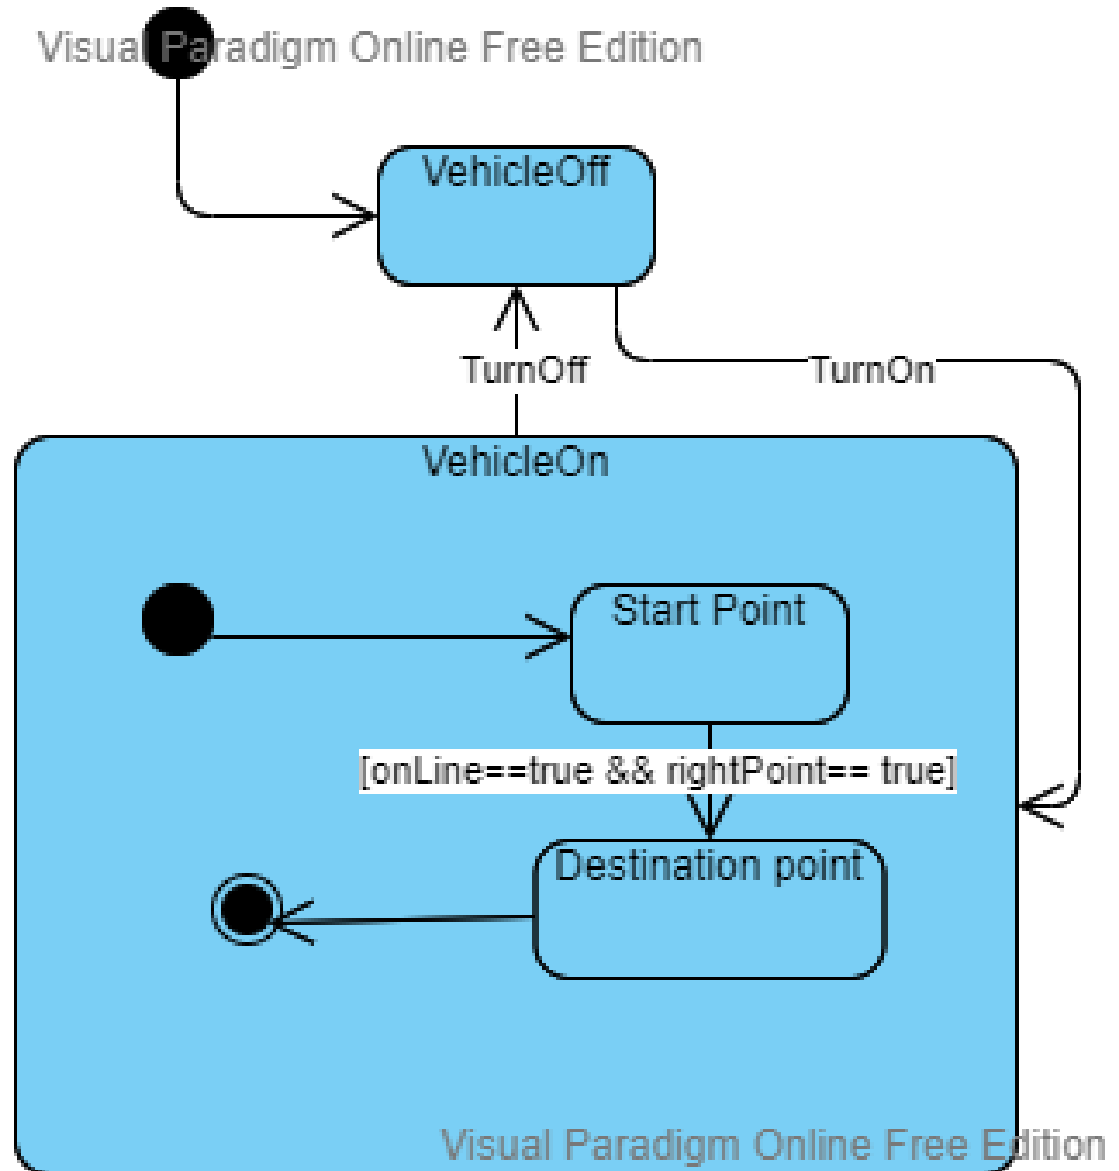 Visual Paradigm Online Free Edition
VehicleOff
TurnOff
TurnOn
VehicleOn
Start Point
[onLine==true && rightPoint== true]
Destination point
Visual Paradigm Online Free Edition